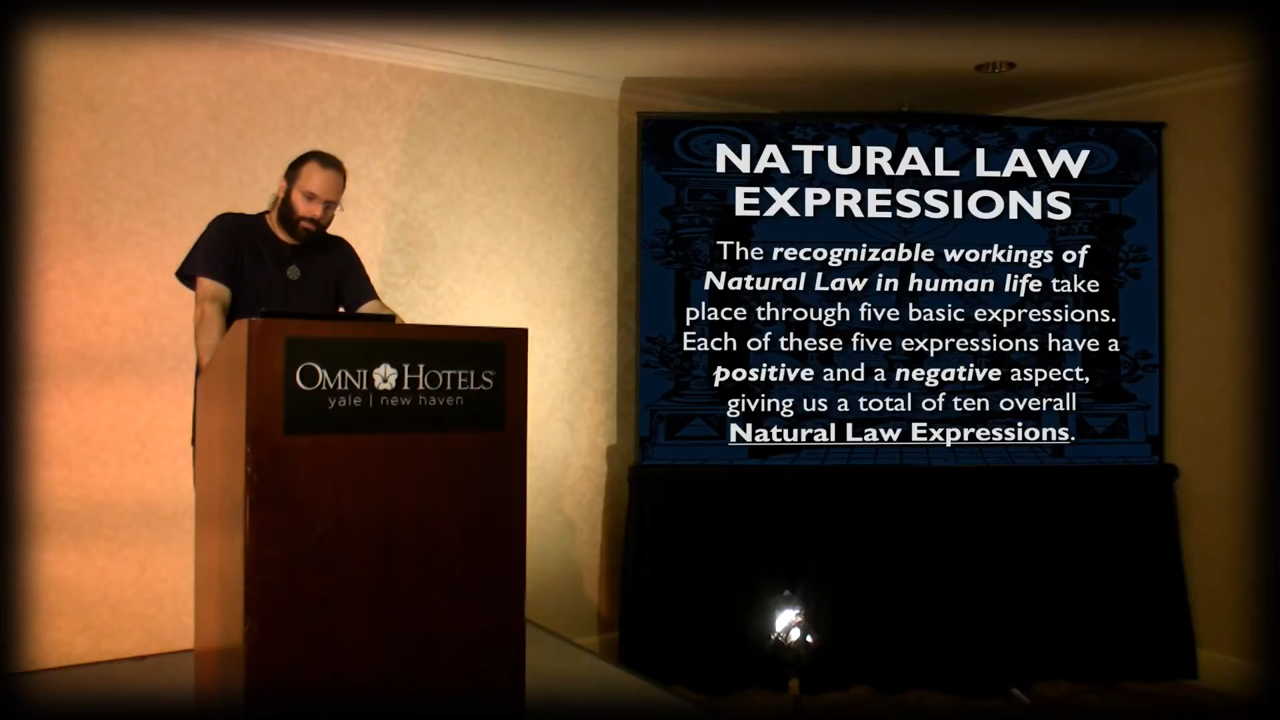 OMNI HOTELS
yale | new haven
NATURAL LAW
EXPRESSIONS
The recognizable workings of
Natural Law in human life take
place through five basic expressions.
Each of these five expressions have a
positive and a negative aspect,
giving us a total of ten overall
Natural Law Expressions.